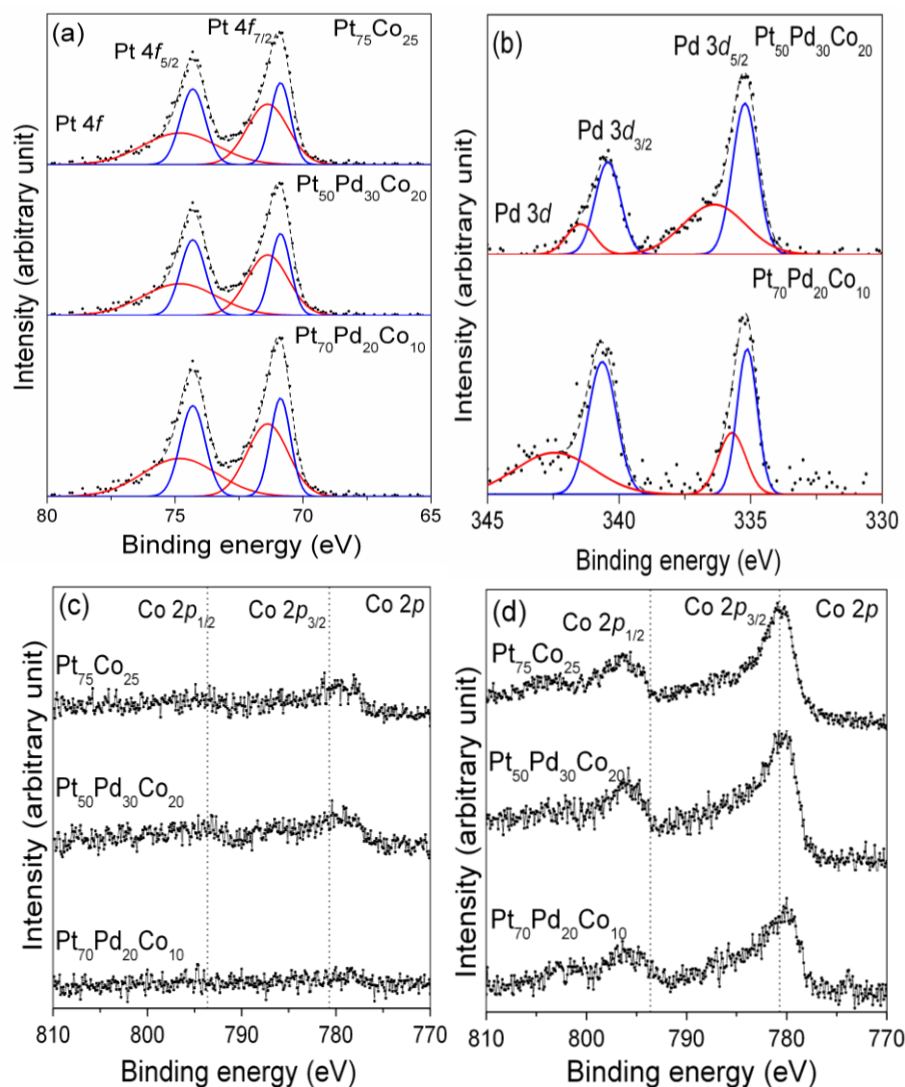 (a)
Pt 4f
Pt 4f₅/₂
Pt 4f₇/₂
Pt₇₅Co₂₅
Pt₅₀Pd₃₀Co₂₀
Pt₇₀Pd₂₀Co₁₀
Intensity (arbitrary unit)
80 75 70 65
Binding energy (eV)
(b)
Pd 3d
Pd 3d₃/₂
Pd 3d₅/₂
Pt₅₀Pd₃₀Co₂₀
Pt₇₀Pd₂₀Co₁₀
Intensity (arbitrary unit)
345 340 335 330
Binding energy (eV)
(c) Co 2p₁/₂ Co 2p₃/₂ Co 2p
Pt₇₅Co₂₅
Pt₅₀Pd₃₀Co₂₀
Pt₇₀Pd₂₀Co₁₀
Intensity (arbitrary unit)
810 800 790 780 770
Binding energy (eV)
(d) Co 2p₁/₂ Co 2p₃/₂ Co 2p
Pt₇₅Co₂₅
Pt₅₀Pd₃₀Co₂₀
Pt₇₀Pd₂₀Co₁₀
Intensity (arbitrary unit)
810 800 790 780 770
Binding energy (eV)